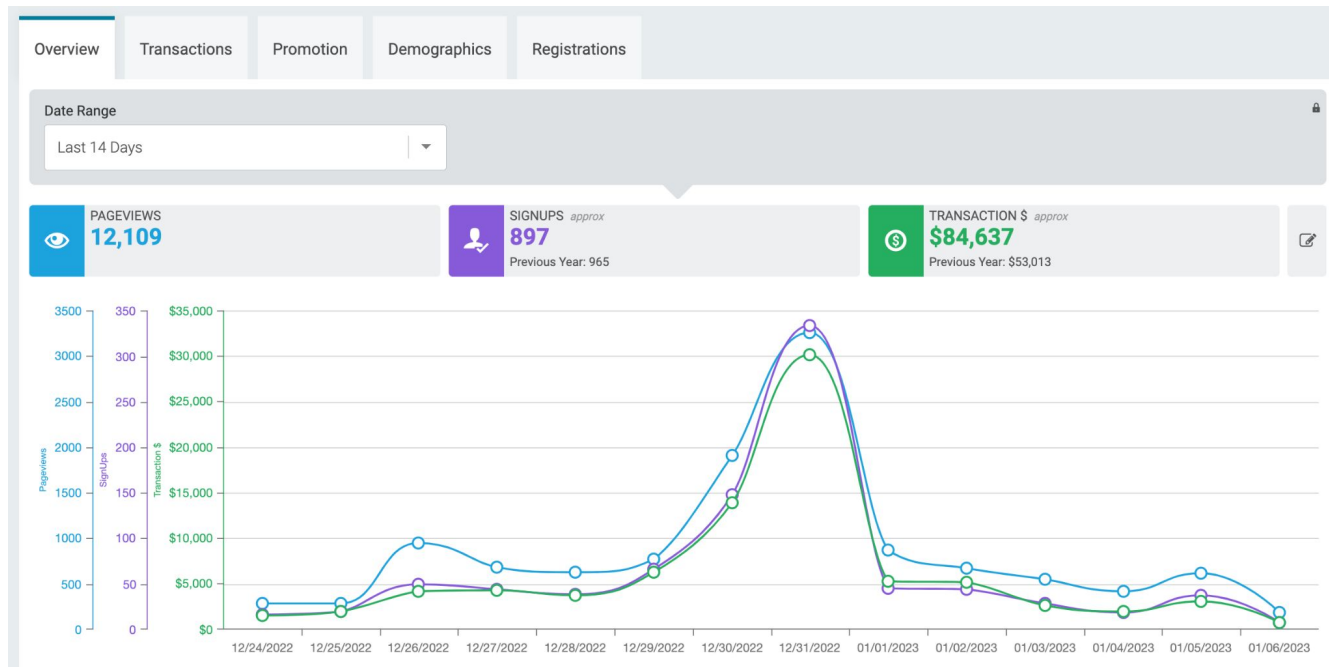 Overview Transactions Promotion Demographics Registrations
Date Range
Last 14 Days
PAGEVIEWS
12,109
SIGNUPS approx
897
Previous Year: 965
TRANSACTION $ approx
$84,637
Previous Year: $53,013
Pageviews
3500
3000
2500
2000
1500
1000
500
0
SignUps
350
300
250
200
150
100
50
0
Transaction $
$35,000
$30,000
$25,000
$20,000
$15,000
$10,000
$5,000
$0
12/24/2022 12/25/2022 12/26/2022 12/27/2022 12/28/2022 12/29/2022 12/30/2022 12/31/2022 01/01/2023 01/02/2023 01/03/2023 01/04/2023 01/05/2023 01/06/2023